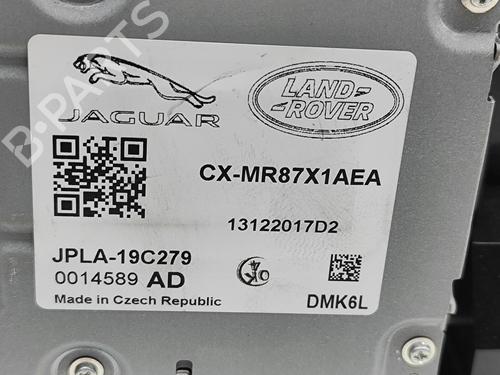 B-PARTS
JAGUAR
LAND-
ROVER
CX-MR87X1AEA
13122017D2
JPLA-19C279
0014589 AD
Made in Czech Republic
DMK6L